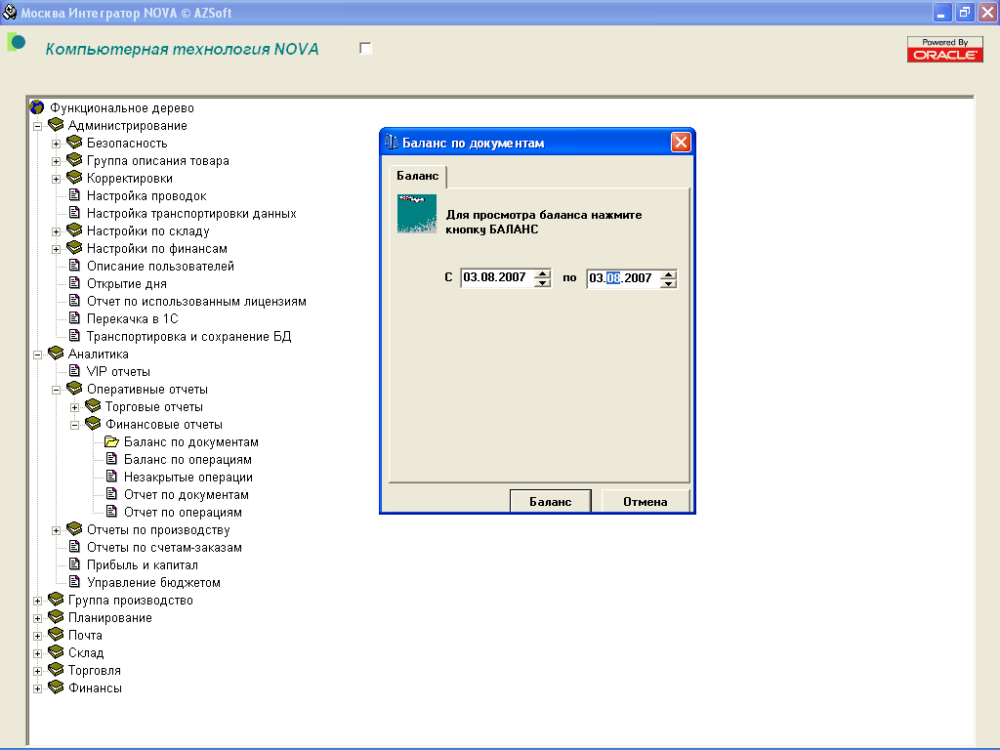 Москва Интегратор NOVA © AZSoft
Компьютерная технология NOVA
Powered By
ORACLE
Функциональное дерево
Администрирование
Безопасность
Группа описания товара
Корректировки
Настройка проводок
Настройка транспортировки данных
Настройки по складу
Настройки по финансам
Описание пользователей
Открытие дня
Отчет по использованным лицензиям
Перекачка в 1С
Транспортировка и сохранение БД
Аналитика
VIP отчеты
Оперативные отчеты
Торговые отчеты
Финансовые отчеты
Баланс по документам
Баланс по операциям
Незакрытые операции
Отчет по документам
Отчет по операциям
Отчеты по производству
Отчеты по счетам-заказам
Прибыль и капитал
Управление бюджетом
Группа производство
Планирование
Почта
Склад
Торговля
Финансы
Баланс по документам
Баланс
Для просмотра баланса нажмите
кнопку БАЛАНС
С 03.08.2007 по 03.08.2007
Баланс Отмена